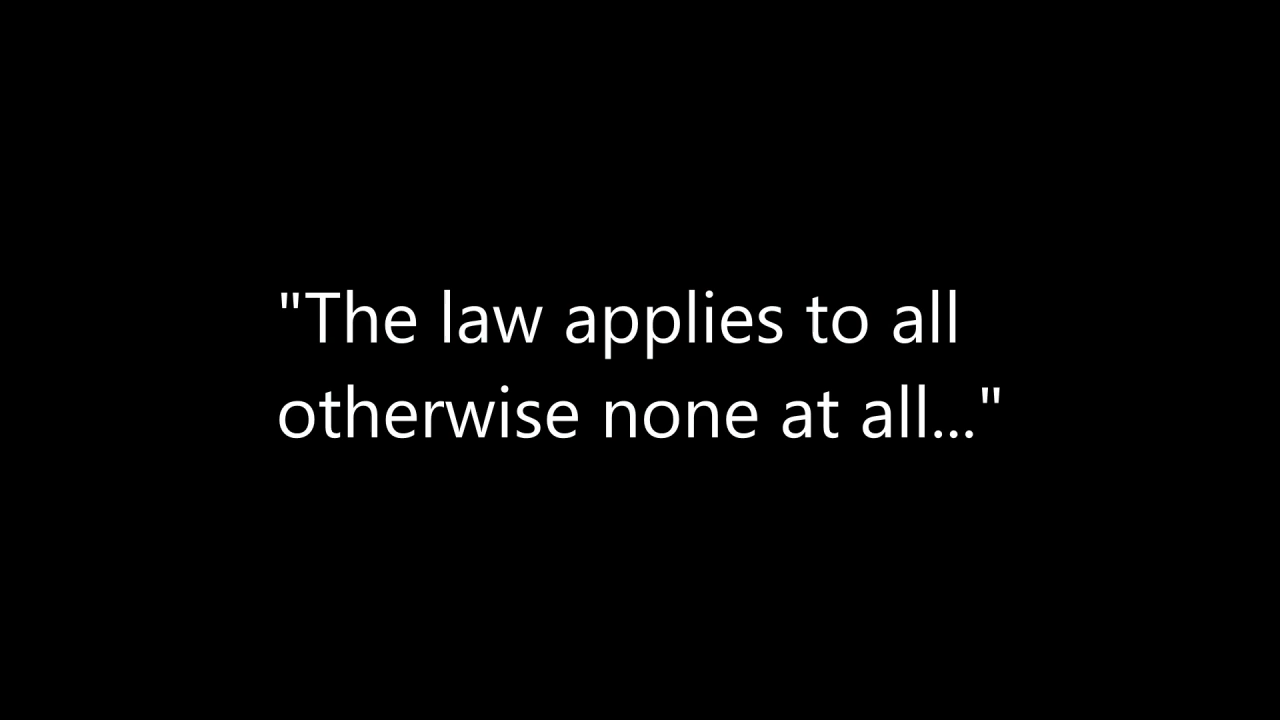 "The law applies to all
otherwise none at all..."